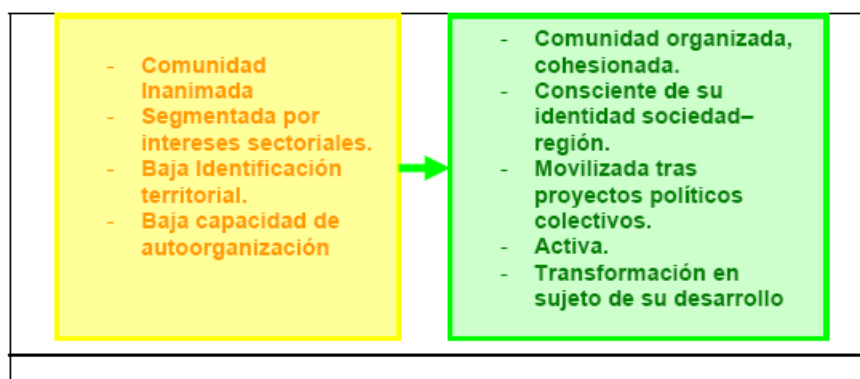 - Comunidad
Inanimada
- Segmentada por
intereses sectoriales.
- Baja Identificación
territorial.
- Baja capacidad de
autoorganización
- Comunidad organizada,
cohesionada.
- Consciente de su
identidad sociedad–
región.
- Movilizada tras
proyectos políticos
colectivos.
- Activa.
- Transformación en
sujeto de su desarrollo